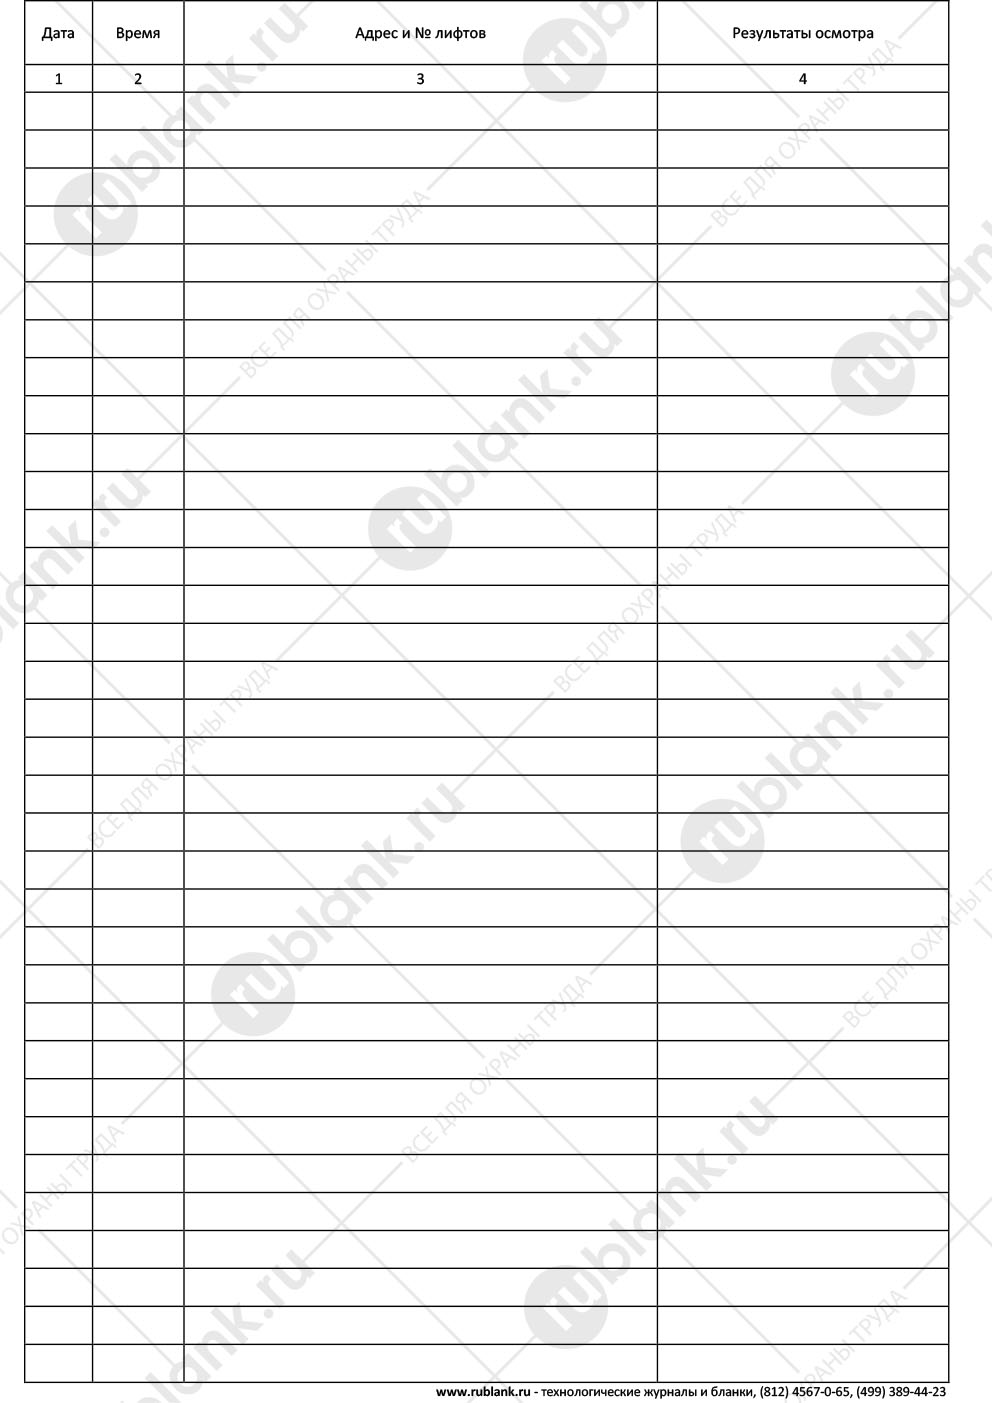 Дата Время Адрес и № лифтов Результаты осмотра
1 2 3 4
rublank.ru
ВСЕ ДЛЯ ОХРАНЫ ТРУДА
www.rublank.ru - технологические журналы и бланки, (812) 4567-0-65, (499) 389-44-23